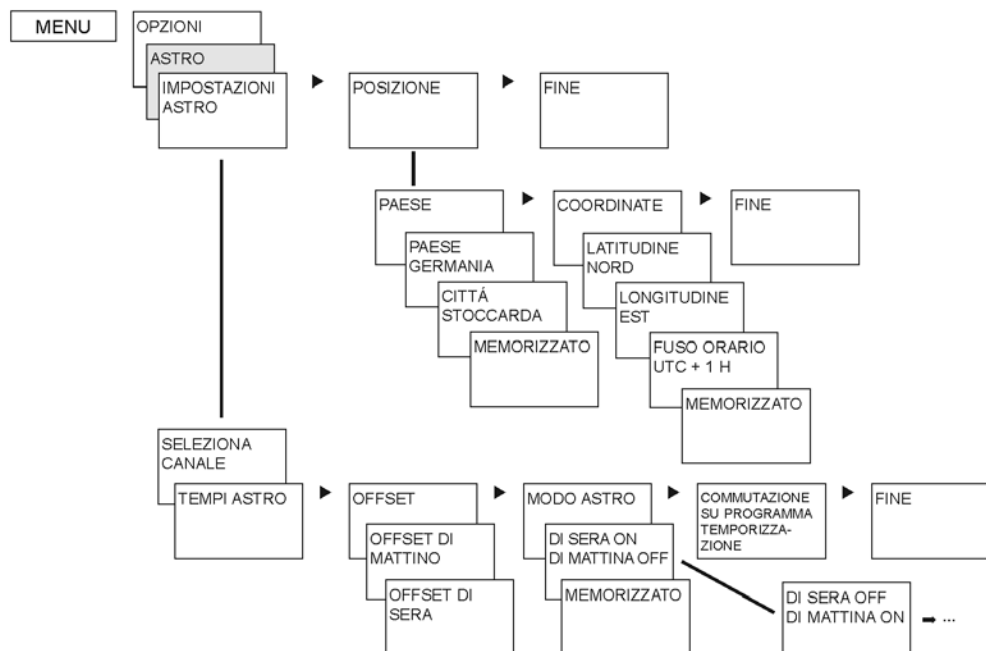 MENU
OPZIONI
ASTRO
IMPOSTAZIONI
ASTRO
POSIZIONE
FINE
PAESE
PAESE
GERMANIA
CITTÁ
STOCCARDA
MEMORIZZATO
COORDINATE
LATITUDINE
NORD
LONGITUDINE
EST
FUSO ORARIO
UTC + 1 H
MEMORIZZATO
FINE
SELEZIONA
CANALE
TEMPI ASTRO
OFFSET
OFFSET DI
MATTINO
OFFSET DI
SERA
MODO ASTRO
DI SERA ON
DI MATTINA OFF
MEMORIZZATO
COMMUTAZIONE
SU PROGRAMMA
TEMPORIZZA-
ZIONE
FINE
DI SERA OFF
DI MATTINA ON
...